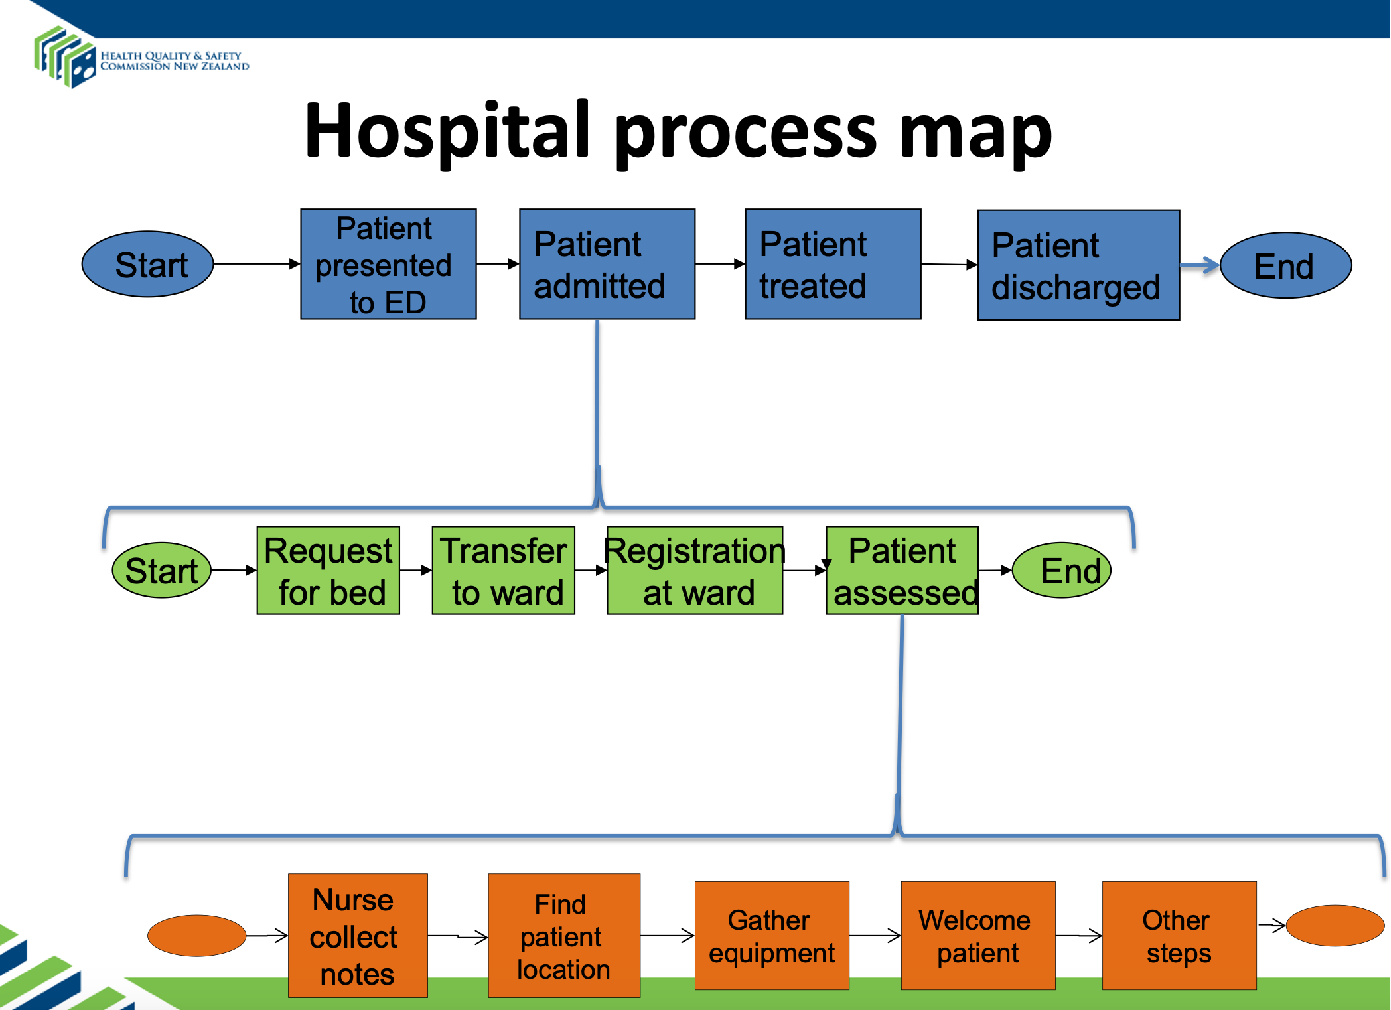 HEALTH QUALITY & SAFETY
COMMISSION NEW ZEALAND
Hospital process map
Start
Patient
presented
to ED
Patient
admitted
Patient
treated
Patient
discharged
End
Start
Request
for bed
Transfer
to ward
Registration
at ward
Patient
assessed
End
Nurse
collect
notes
Find
patient
location
Gather
equipment
Welcome
patient
Other
steps